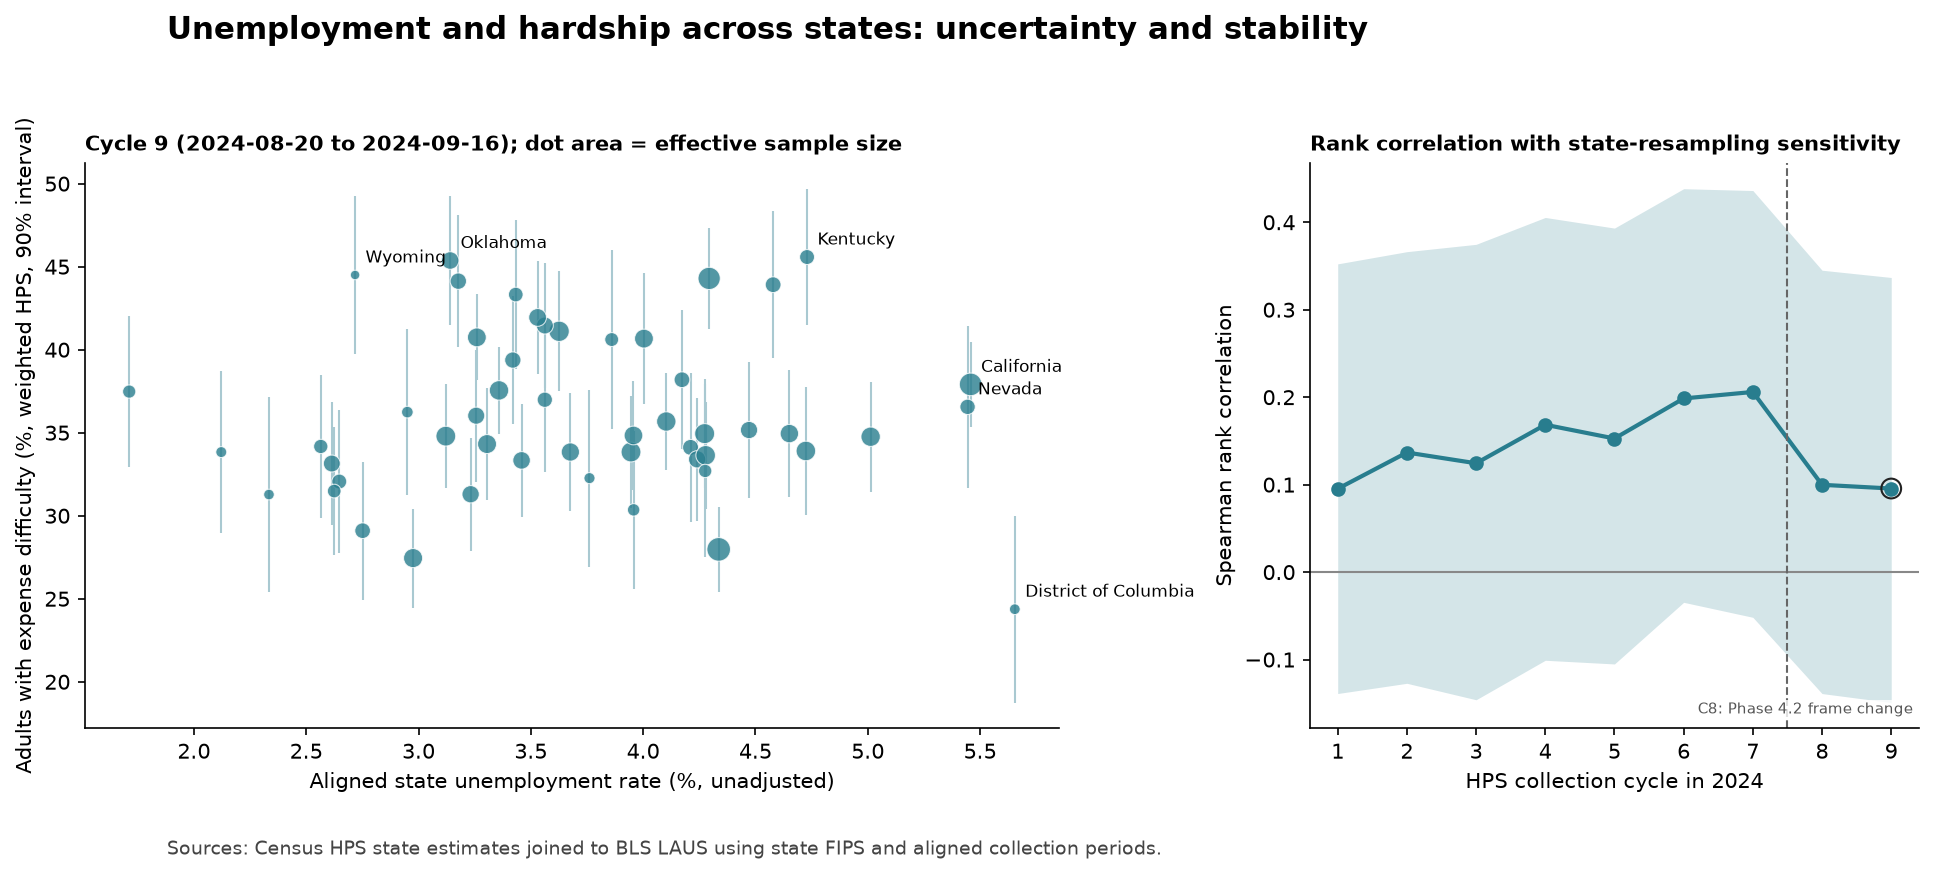 Unemployment and hardship across states: uncertainty and stability
Cycle 9 (2024-08-20 to 2024-09-16); dot area = effective sample size
Adults with expense difficulty (%, weighted HPS, 90% interval)
50
45
40
35
30
25
20
Wyoming
Oklahoma
Kentucky
California
Nevada
District of Columbia
2.0 2.5 3.0 3.5 4.0 4.5 5.0 5.5
Aligned state unemployment rate (%, unadjusted)
Rank correlation with state-resampling sensitivity
Spearman rank correlation
0.4
0.3
0.2
0.1
0.0
−0.1
C8: Phase 4.2 frame change
1 2 3 4 5 6 7 8 9
HPS collection cycle in 2024
Sources: Census HPS state estimates joined to BLS LAUS using state FIPS and aligned collection periods.